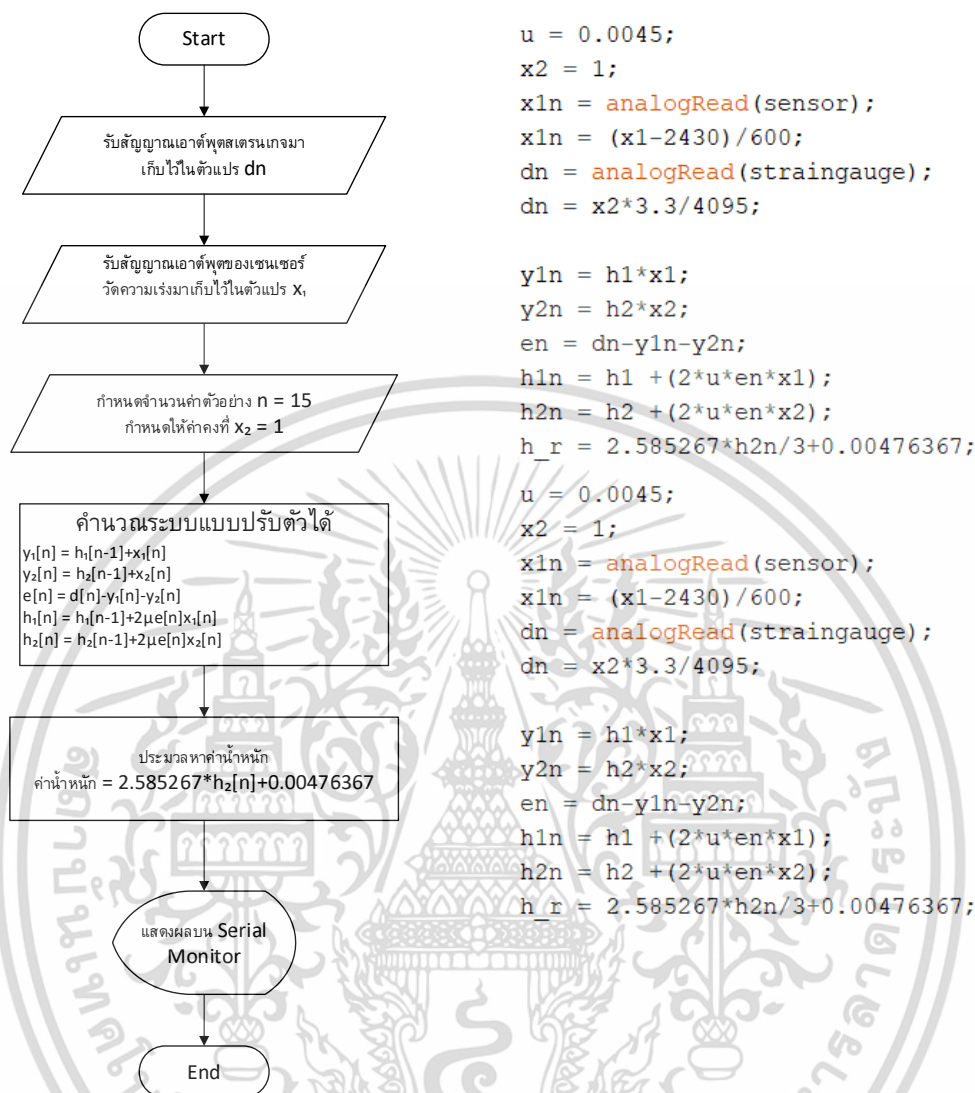 Start
รับสัญญาณเอาต์พุตสเตรนเกจมา
เก็บไว้ในตัวแปร dn
รับสัญญาณเอาต์พุตของเซนเซอร์
วัดความเร่งมาเก็บไว้ในตัวแปร x₁
กำหนดจำนวนค่าตัวอย่าง n = 15
กำหนดให้ค่าคงที่ x₂ = 1
คำนวณระบบแบบปรับตัวได้
y₁[n] = h₁[n-1]+x₁[n]
y₂[n] = h₂[n-1]+x₂[n]
e[n] = d[n]-y₁[n]-y₂[n]
h₁[n] = h₁[n-1]+2µe[n]x₁[n]
h₂[n] = h₂[n-1]+2µe[n]x₂[n]
ประมวลหาค่าน้ำหนัก
ค่าน้ำหนัก = 2.585267*h₂[n]+0.00476367
แสดงผลบน Serial
Monitor
End
u = 0.0045;
x2 = 1;
x1n = analogRead(sensor);
x1n = (x1-2430)/600;
dn = analogRead(straingauge);
dn = x2*3.3/4095;
y1n = h1*x1;
y2n = h2*x2;
en = dn-y1n-y2n;
h1n = h1 +(2*u*en*x1);
h2n = h2 +(2*u*en*x2);
h_r = 2.585267*h2n/3+0.00476367;
u = 0.0045;
x2 = 1;
x1n = analogRead(sensor);
x1n = (x1-2430)/600;
dn = analogRead(straingauge);
dn = x2*3.3/4095;
y1n = h1*x1;
y2n = h2*x2;
en = dn-y1n-y2n;
h1n = h1 +(2*u*en*x1);
h2n = h2 +(2*u*en*x2);
h_r = 2.585267*h2n/3+0.00476367;